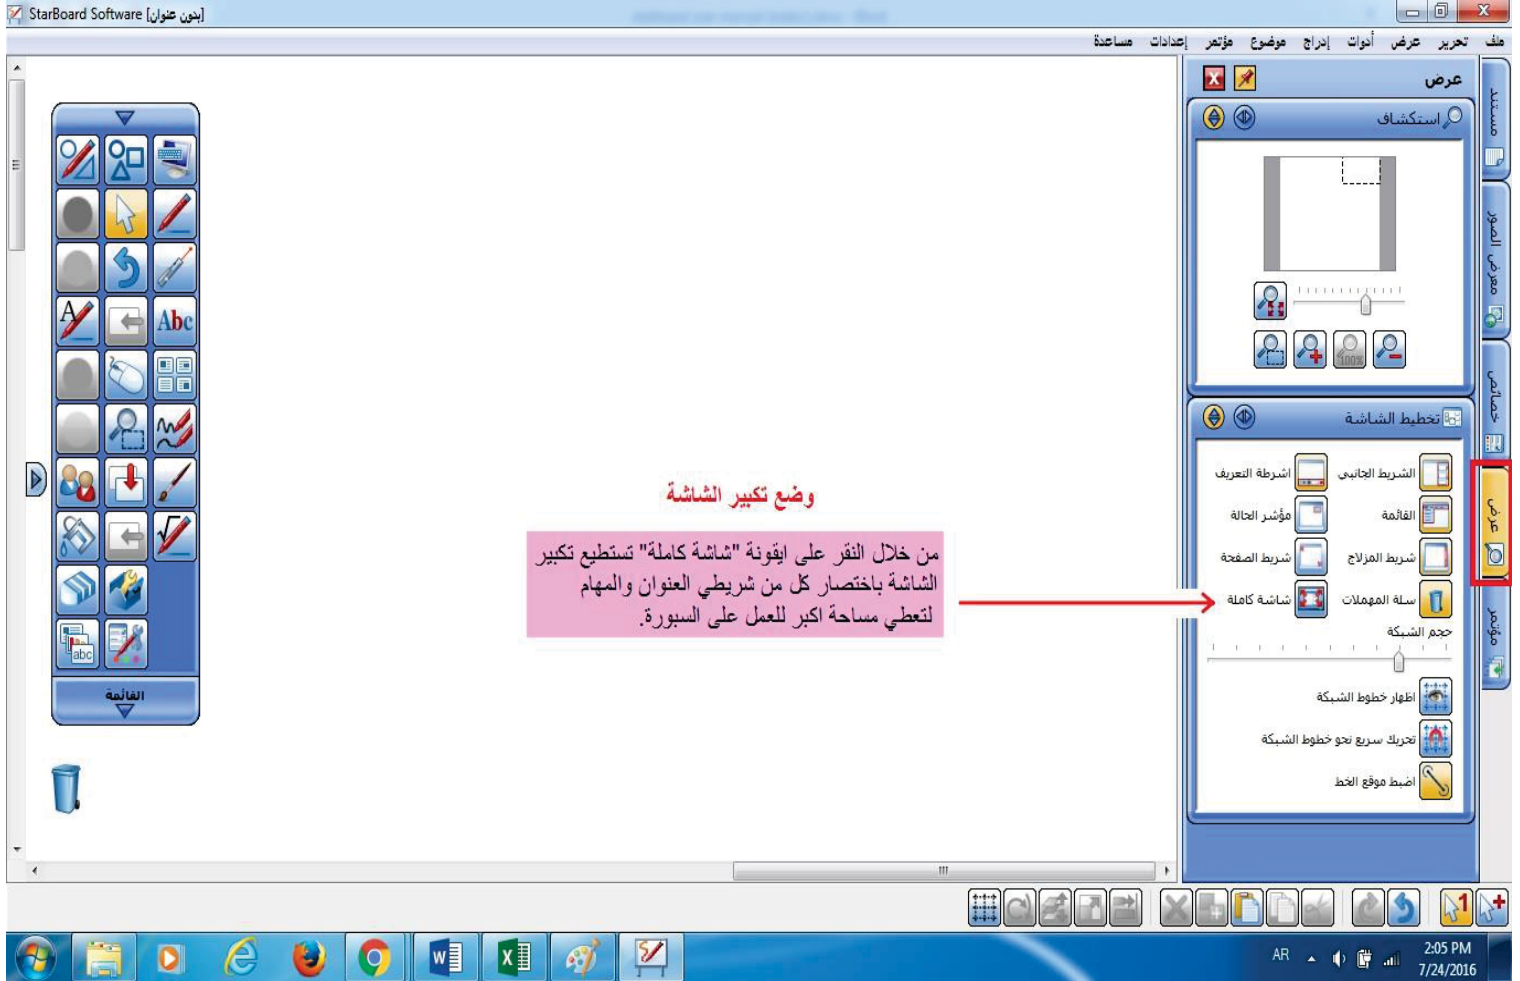 StarBoard Software [بدون عنوان]
ملف تحرير عرض أدوات إدراج موضوع مؤتمر إعدادات مساعدة
عرض
استكشاف
100%
تخطيط الشاشة
الشريط الجانبي
اشرطة التعريف
القائمة
مؤشر الحالة
شريط المزلاج
شريط الصفحة
سلة المهملات
شاشة كاملة
حجم الشبكة
اظهار خطوط الشبكة
تحريك سريع نحو خطوط الشبكة
اضبط موقع الخط
مستند
معرض الصور
خصائص
عرض
مؤتمر
وضع تكبير الشاشة
من خلال النقر على ايقونة "شاشة كاملة" تستطيع تكبير
الشاشة باختصار كل من شريطي العنوان والمهام
لتعطي مساحة اكبر للعمل على السبورة.
A
Abc
abc
القائمة
1
AR
2:05 PM
7/24/2016